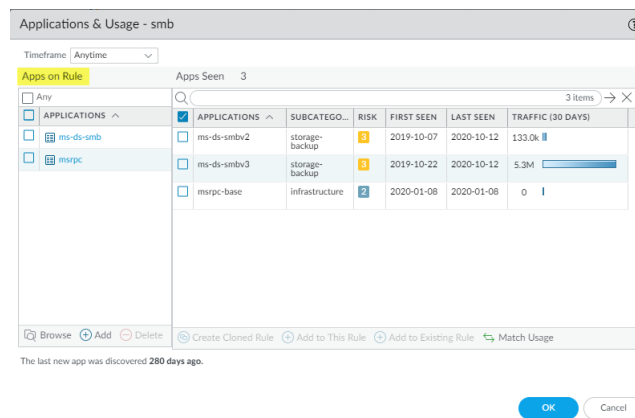 Applications & Usage - smb
Timeframe Anytime
Apps on Rule
Apps Seen 3
Any
3 items
APPLICATIONS
APPLICATIONS SUBCATEGO... RISK FIRST SEEN LAST SEEN TRAFFIC (30 DAYS)
ms-ds-smb
msrpc
ms-ds-smbv2 storage-backup 3 2019-10-07 2020-10-12 133.0k
ms-ds-smbv3 storage-backup 3 2019-10-22 2020-10-12 5.3M
msrpc-base infrastructure 2 2020-01-08 2020-01-08 0
Browse Add Delete
Create Cloned Rule Add to This Rule Add to Existing Rule Match Usage
The last new app was discovered 280 days ago.
OK Cancel